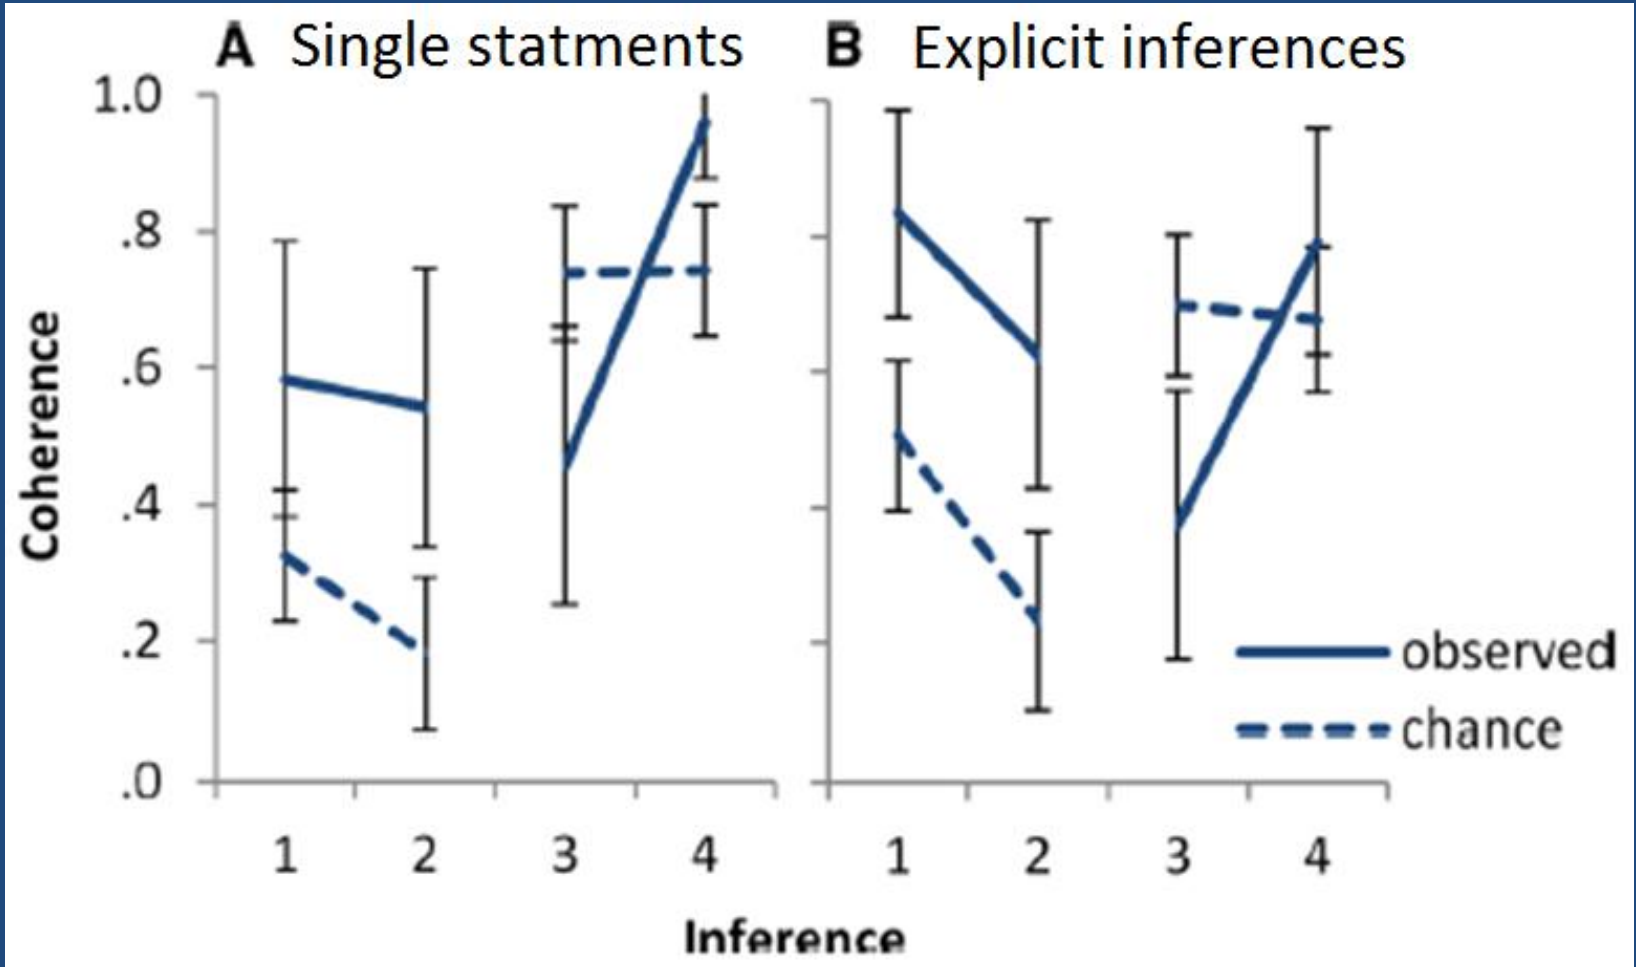 A Single statments
B Explicit inferences
1.0
.8
.6
.4
.2
.0
Coherence
1 2 3 4
1 2 3 4
observed
chance
Inference